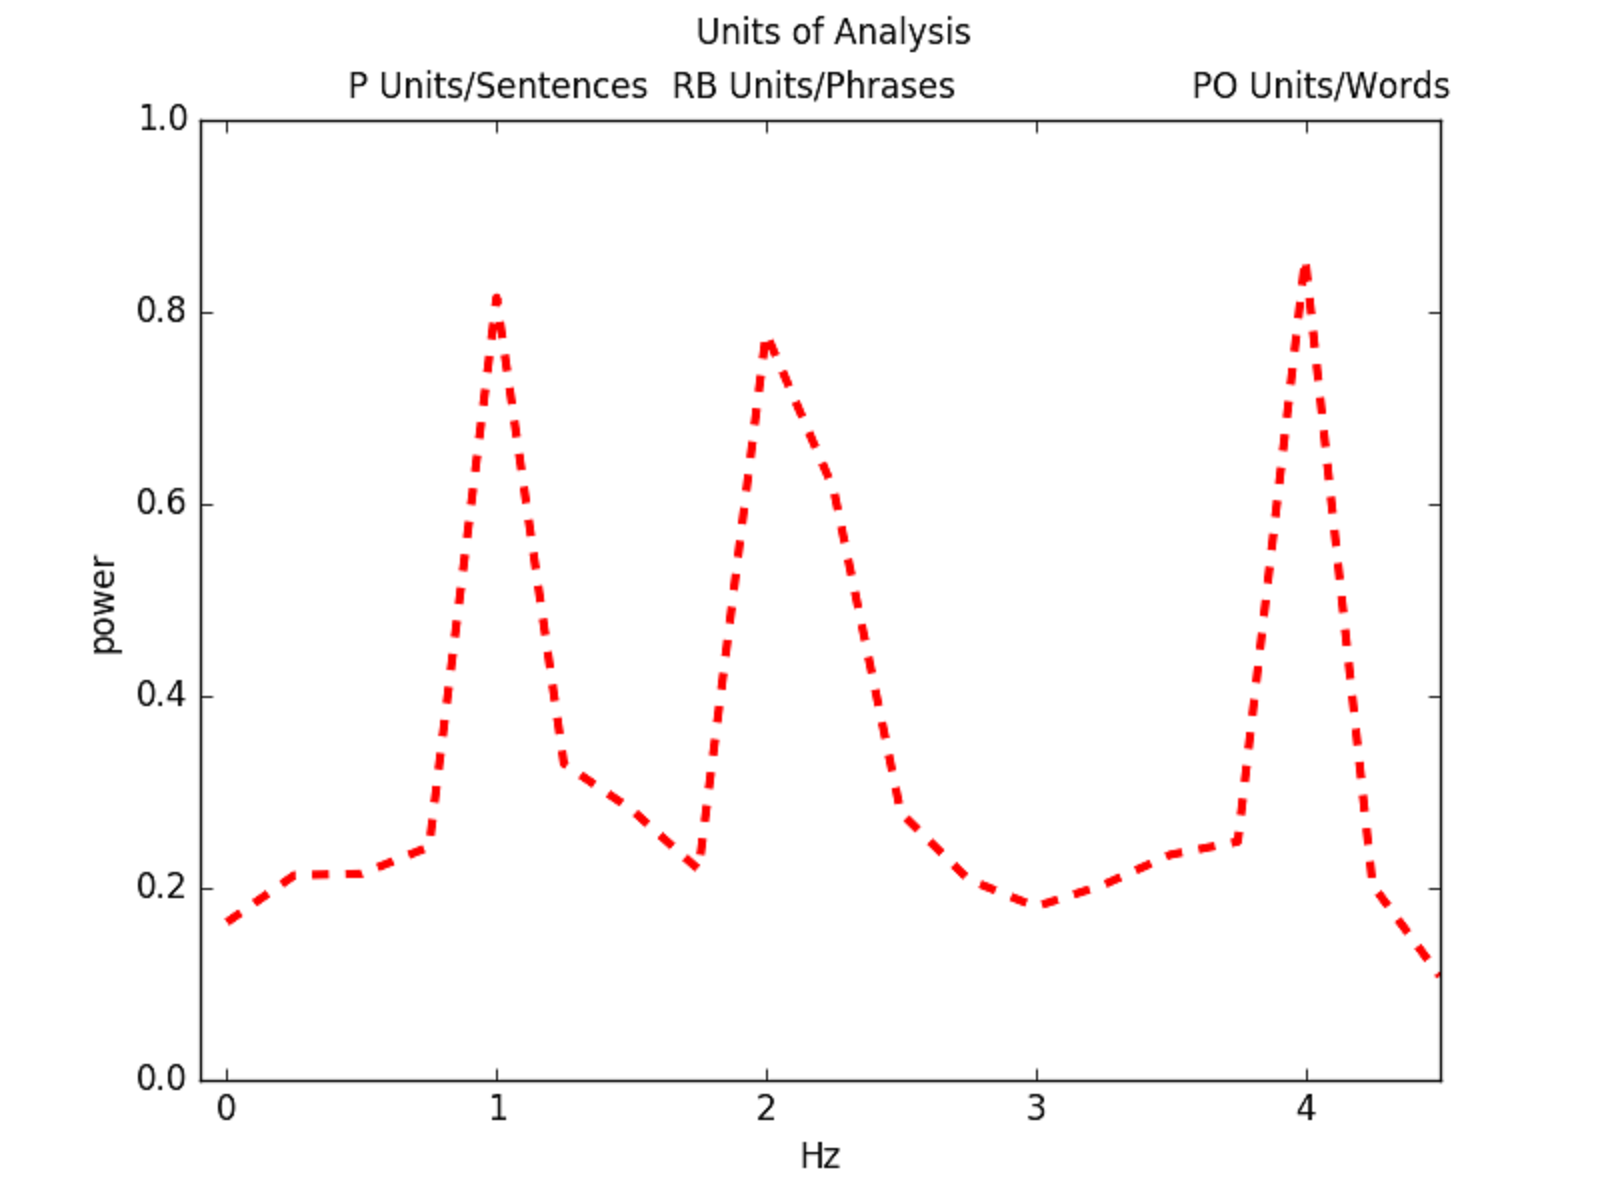 Units of Analysis
P Units/Sentences RB Units/Phrases PO Units/Words
1.0
0.8
0.6
0.4
0.2
0.0
power
0 1 2 3 4
Hz